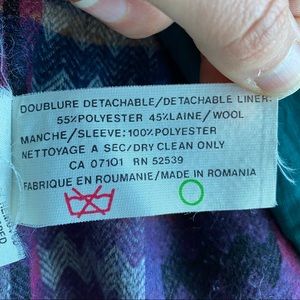 DOUBLURE DETACHABLE/DETACHABLE LINER:
55%POLYESTER 45%LAINE/WOOL
MANCHE/SLEEVE:100%POLYESTER
NETTOYAGE A SEC/DRY CLEAN ONLY
CA 07101 RN 52539
FABRIQUE EN ROUMANIE/MADE IN ROMANIA